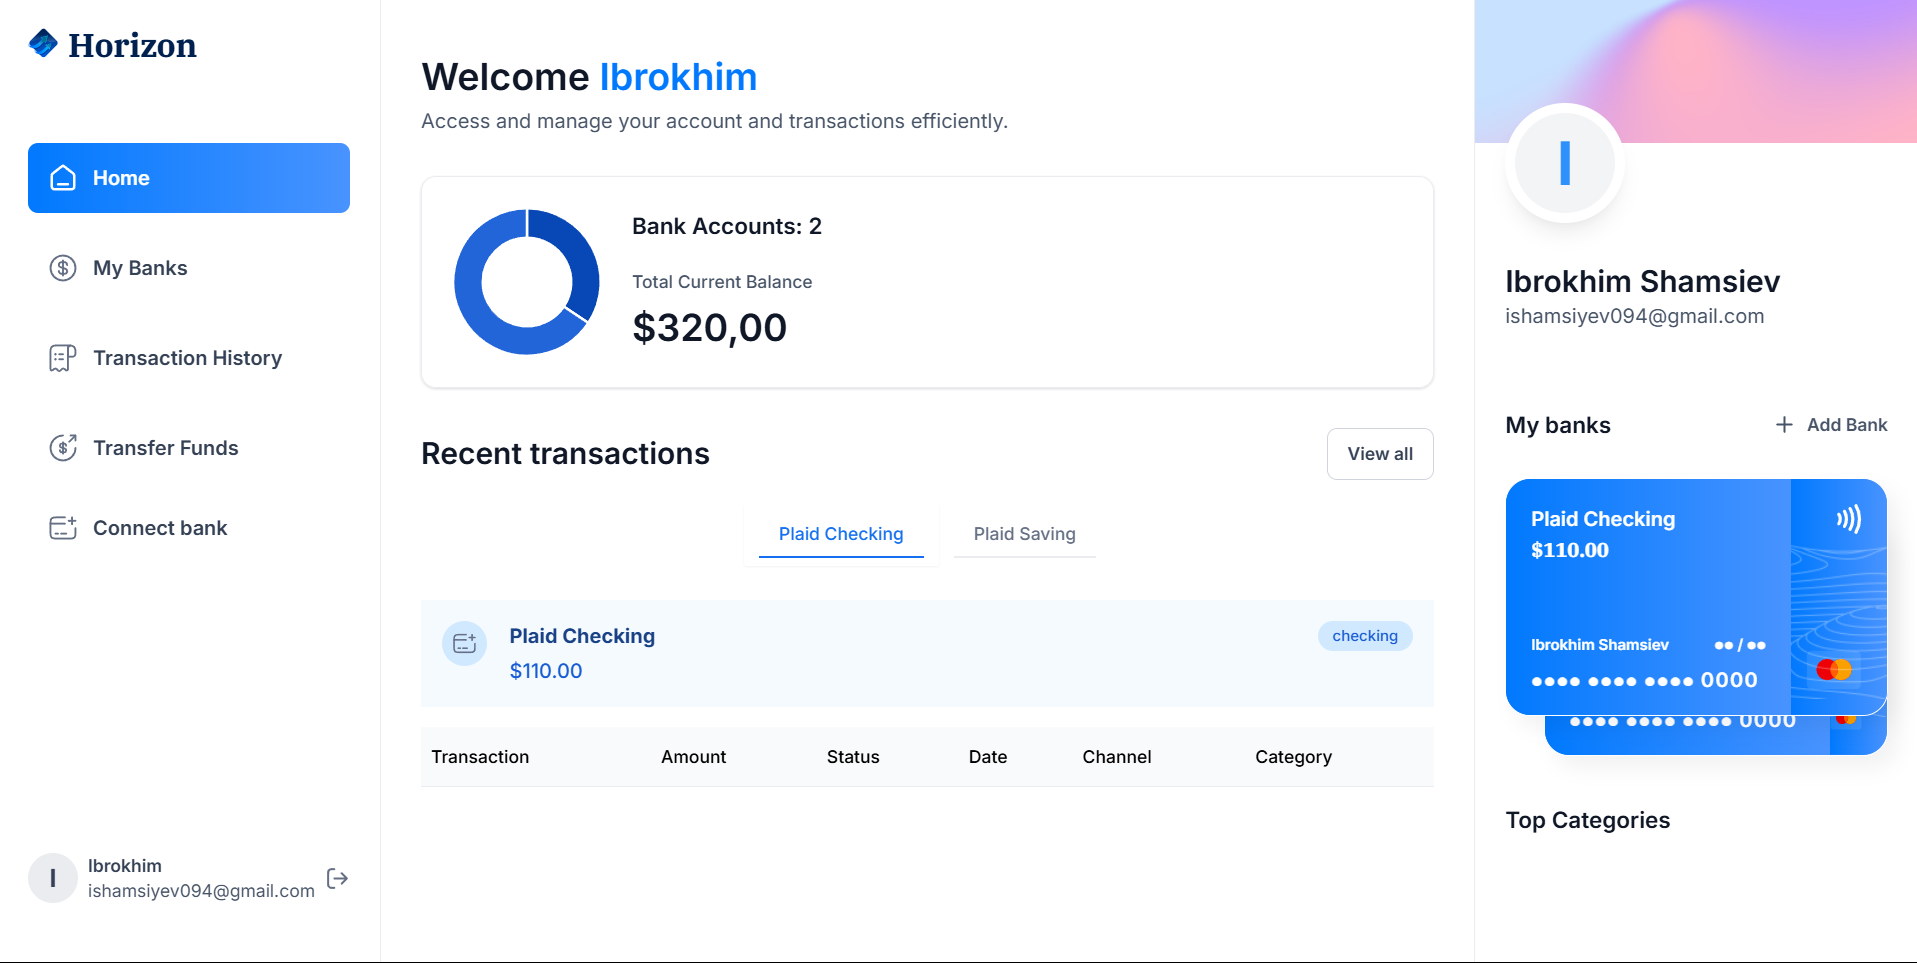 Horizon
Home
My Banks
Transaction History
Transfer Funds
Connect bank
I
Ibrokhim
ishamsiyev094@gmail.com
Welcome Ibrokhim
Access and manage your account and transactions efficiently.
Bank Accounts: 2
Total Current Balance
$320,00
Recent transactions
View all
Plaid Checking
Plaid Saving
Plaid Checking
$110.00
checking
Transaction Amount Status Date Channel Category
I
Ibrokhim Shamsiev
ishamsiyev094@gmail.com
My banks
+ Add Bank
Plaid Checking
$110.00
Ibrokhim Shamsiev ●● / ●●
●●●● ●●●● ●●●● 0000
●●●● ●●●● ●●●● 0000
Top Categories